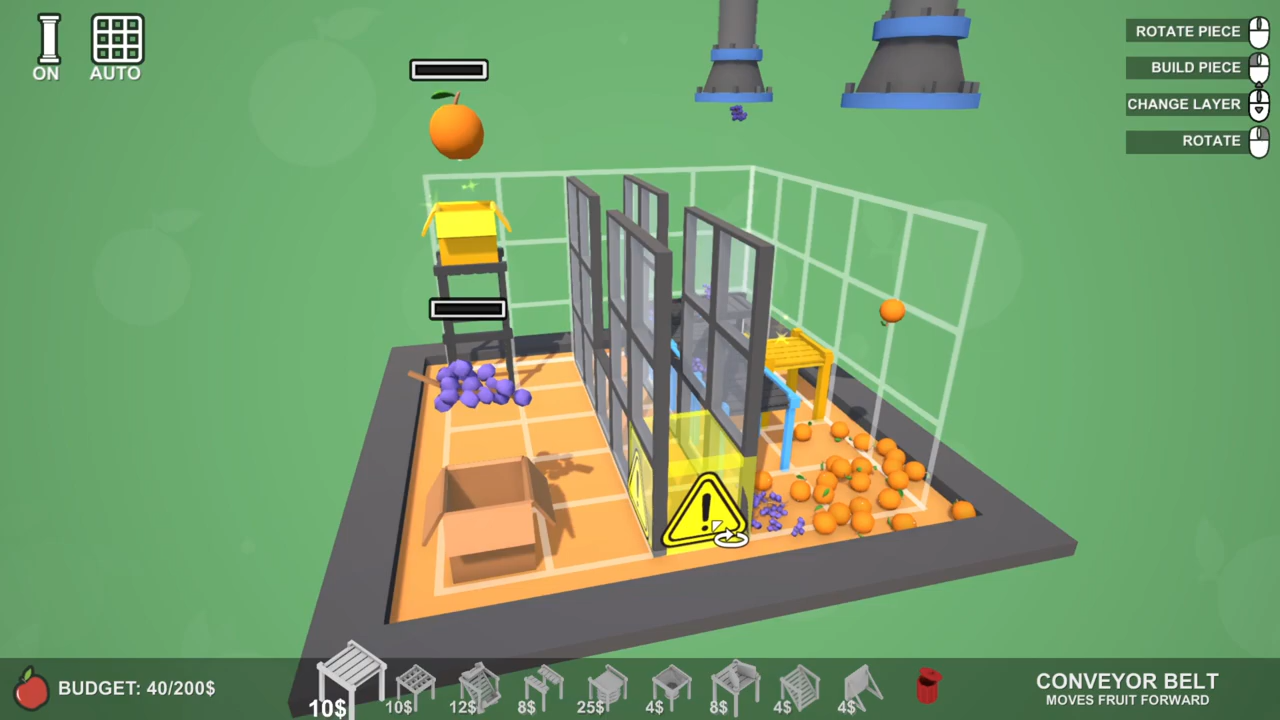 ON
AUTO
ROTATE PIECE
BUILD PIECE
CHANGE LAYER
ROTATE
!
BUDGET: 40/200$
10$
10$
12$
8$
25$
4$
8$
4$
4$
CONVEYOR BELT
MOVES FRUIT FORWARD